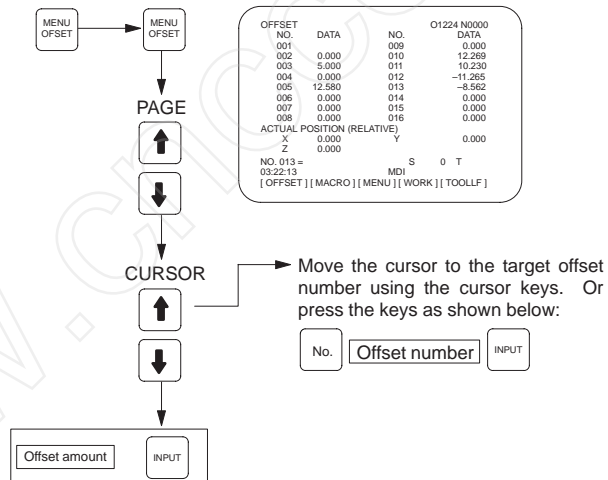 MENU OFSET
MENU OFSET
OFFSET O1224 N0000
NO. DATA NO. DATA
001 009 0.000
002 0.000 010 12.269
003 5.000 011 10.230
004 0.000 012 –11.265
005 12.580 013 –8.562
006 0.000 014 0.000
007 0.000 015 0.000
008 0.000 016 0.000
ACTUAL POSITION (RELATIVE)
X 0.000 Y 0.000
Z 0.000
NO. 013 = S 0 T
03:22:13 MDI
[ OFFSET ] [ MACRO ] [ MENU ] [ WORK ] [ TOOLLF ]
PAGE
CURSOR
Move the cursor to the target offset
number using the cursor keys. Or
press the keys as shown below:
No. Offset number INPUT
Offset amount INPUT